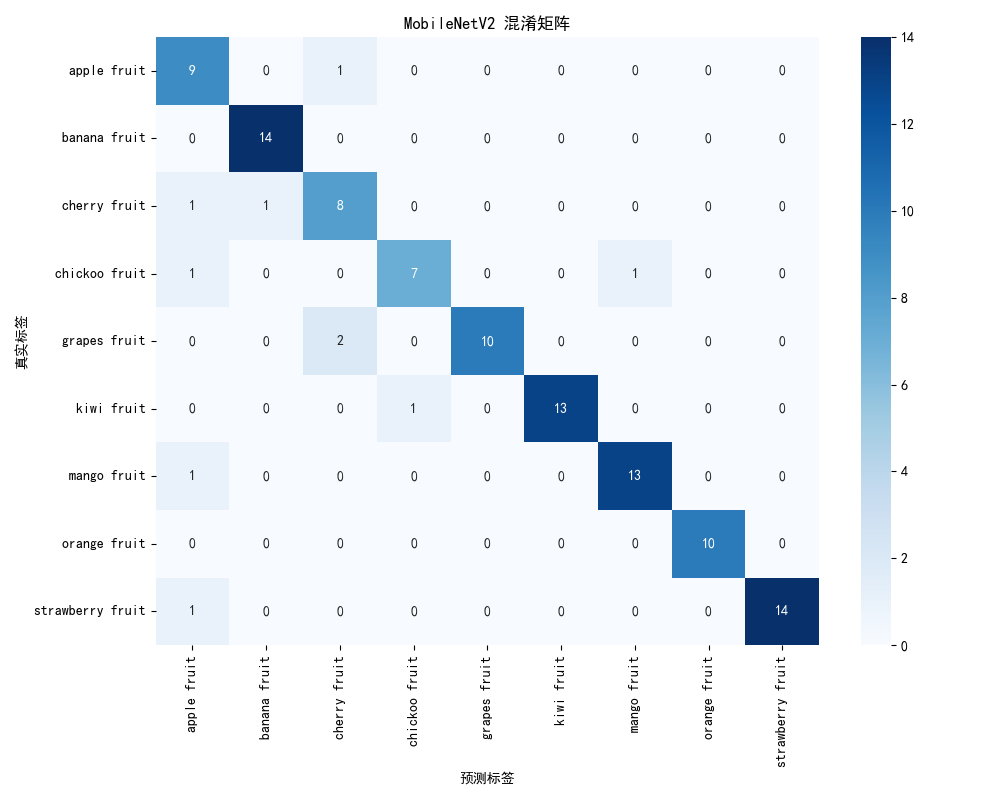 MobileNetV2 混淆矩阵
apple fruit 9 0 1 0 0 0 0 0 0
banana fruit 0 14 0 0 0 0 0 0 0
cherry fruit 1 1 8 0 0 0 0 0 0
chickoo fruit 1 0 0 7 0 0 1 0 0
grapes fruit 0 0 2 0 10 0 0 0 0
kiwi fruit 0 0 0 1 0 13 0 0 0
mango fruit 1 0 0 0 0 0 13 0 0
orange fruit 0 0 0 0 0 0 0 10 0
strawberry fruit 1 0 0 0 0 0 0 0 14
真实标签
apple fruit
banana fruit
cherry fruit
chickoo fruit
grapes fruit
kiwi fruit
mango fruit
orange fruit
strawberry fruit
预测标签
14
12
10
8
6
4
2
0